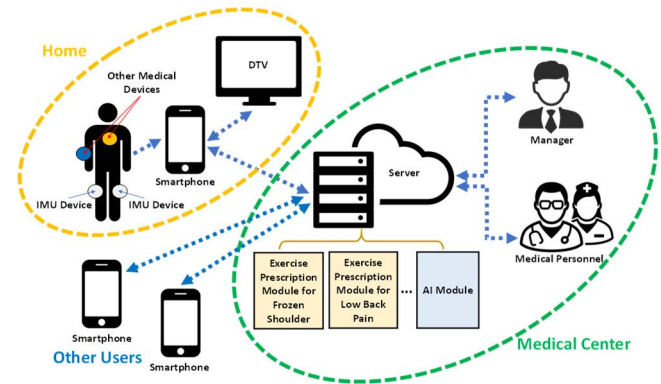 Home
DTV
Other Medical
Devices
Smartphone
IMU Device
IMU Device
Server
Manager
Medical Personnel
Exercise
Prescription
Module for
Frozen
Shoulder
Exercise
Prescription
Module for
Low Back
Pain
...
AI Module
Smartphone
Other Users
Smartphone
Medical Center